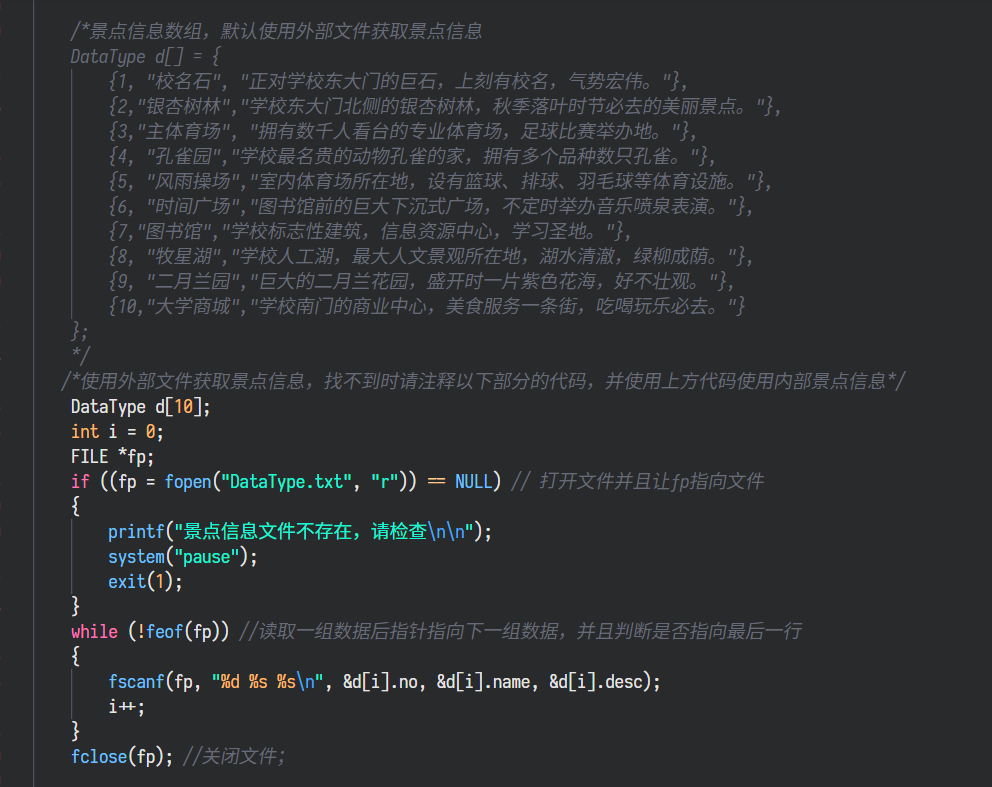 /*景点信息数组，默认使用外部文件获取景点信息
DataType d[] = {
{1, "校名石", "正对学校东大门的巨石，上刻有校名，气势宏伟。"},
{2,"银杏树林","学校东大门北侧的银杏树林，秋季落叶时节必去的美丽景点。"},
{3,"主体育场", "拥有数千人看台的专业体育场，足球比赛举办地。"},
{4, "孔雀园","学校最名贵的动物孔雀的家，拥有多个品种数只孔雀。"},
{5, "风雨操场","室内体育场所在地，设有篮球、排球、羽毛球等体育设施。"},
{6, "时间广场","图书馆前的巨大下沉式广场，不定时举办音乐喷泉表演。"},
{7,"图书馆","学校标志性建筑，信息资源中心，学习圣地。"},
{8, "牧星湖","学校人工湖，最大人文景观所在地，湖水清澈，绿柳成荫。"},
{9, "二月兰园","巨大的二月兰花园，盛开时一片紫色花海，好不壮观。"},
{10,"大学商城","学校南门的商业中心，美食服务一条街，吃喝玩乐必去。"}
};
*/
/*使用外部文件获取景点信息，找不到时请注释以下部分的代码，并使用上方代码使用内部景点信息*/
DataType d[10];
int i = 0;
FILE *fp;
if ((fp = fopen("DataType.txt", "r")) == NULL) // 打开文件并且让fp指向文件
{
printf("景点信息文件不存在，请检查\n\n");
system("pause");
exit(1);
}
while (!feof(fp)) //读取一组数据后指针指向下一组数据，并且判断是否指向最后一行
{
fscanf(fp, "%d %s %s\n", &d[i].no, &d[i].name, &d[i].desc);
i++;
}
fclose(fp); //关闭文件；